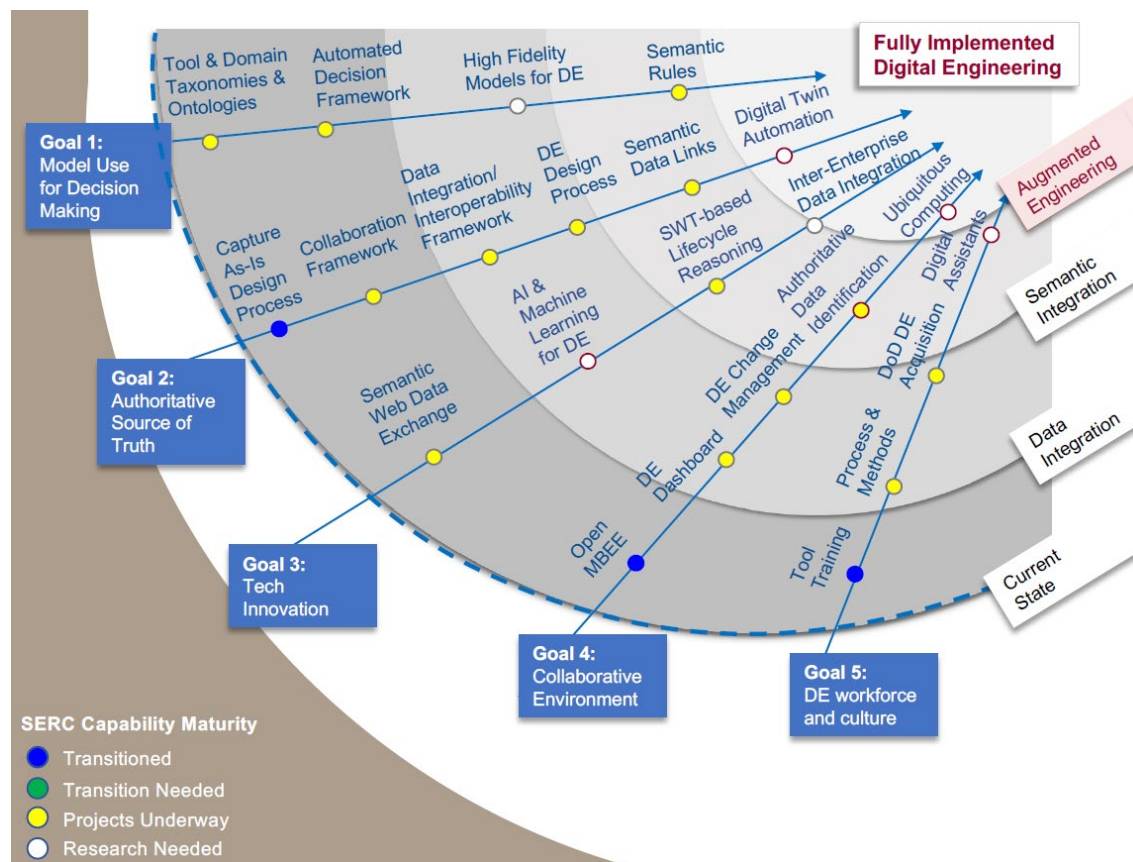 Fully Implemented
Digital Engineering
Augmented
Engineering
Semantic
Integration
Data
Integration
Current
State
Goal 1:
Model Use
for Decision
Making
Tool & Domain
Taxonomies &
Ontologies
Automated
Decision
Framework
High Fidelity
Models for DE
Semantic
Rules
Goal 2:
Authoritative
Source of
Truth
Capture
As-Is
Design
Process
Collaboration
Framework
Data
Integration/
Interoperability
Framework
DE
Design
Process
Semantic
Data Links
Digital Twin
Automation
Goal 3:
Tech
Innovation
Semantic
Web Data
Exchange
AI &
Machine
Learning
for DE
SWT-based
Lifecycle
Reasoning
Inter-Enterprise
Data Integration
Goal 4:
Collaborative
Environment
Open
MBEE
DE
Dashboard
DE Change
Management
Authoritative
Data
Identification
Ubiquitous
Computing
Goal 5:
DE workforce
and culture
Tool
Training
Process &
Methods
DoD DE
Acquisition
Digital
Assistants
SERC Capability Maturity
Transitioned
Transition Needed
Projects Underway
Research Needed